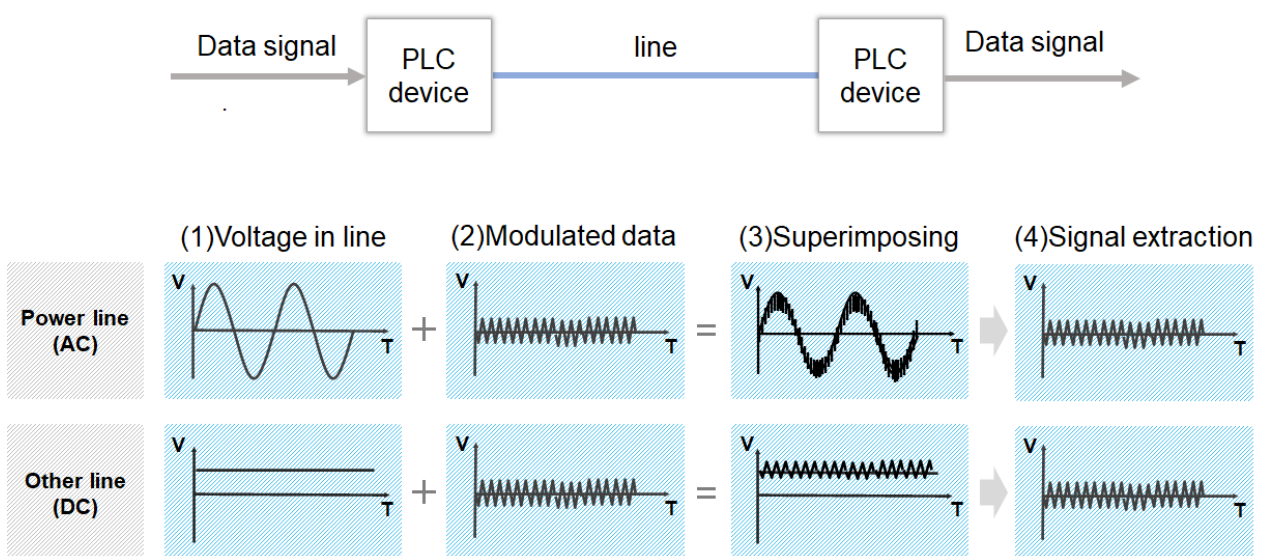 Data signal
PLC
device
line
PLC
device
Data signal
(1)Voltage in line
(2)Modulated data
(3)Superimposing
(4)Signal extraction
Power line
(AC)
V
T
+
V
T
=
V
T
V
T
Other line
(DC)
V
T
+
V
T
=
V
T
V
T